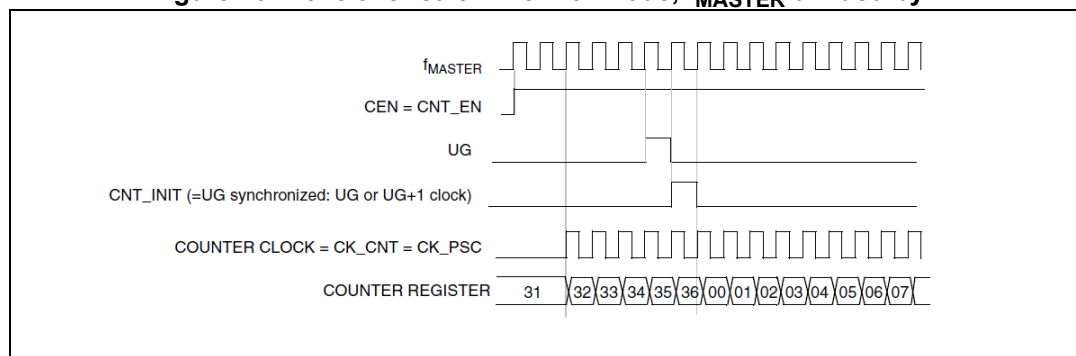 MASTER
fMASTER
CEN = CNT_EN
UG
CNT_INIT (=UG synchronized: UG or UG+1 clock)
COUNTER CLOCK = CK_CNT = CK_PSC
COUNTER REGISTER 31 32 33 34 35 36 00 01 02 03 04 05 06 07